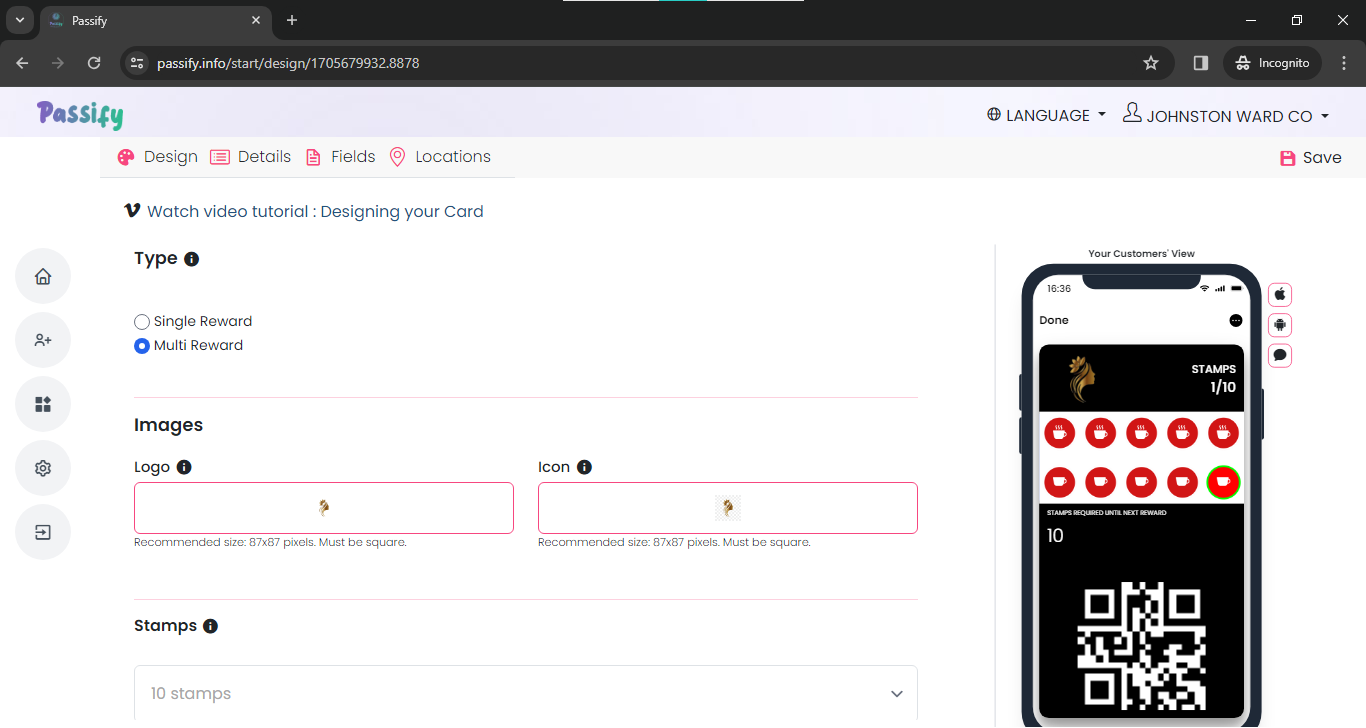 Passify
passify.info/start/design/1705679932.8878
Incognito
Passify
LANGUAGE
JOHNSTON WARD CO
Design
Details
Fields
Locations
Save
Watch video tutorial : Designing your Card
Type
Single Reward
Multi Reward
Images
Logo
Icon
Recommended size: 87x87 pixels. Must be square.
Recommended size: 87x87 pixels. Must be square.
Stamps
10 stamps
Your Customers' View
16:36
Done
STAMPS
1/10
STAMPS REQUIRED UNTIL NEXT REWARD
10